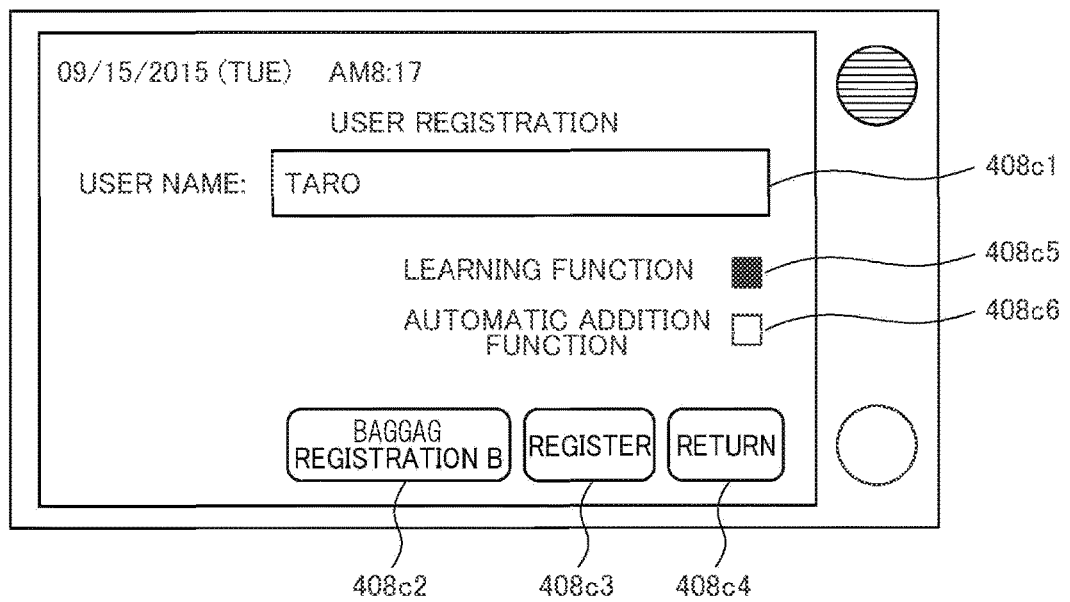 09/15/2015 (TUE) AM8:17
USER REGISTRATION
USER NAME: TARO
408c1
LEARNING FUNCTION
408c5
AUTOMATIC ADDITION
FUNCTION
408c6
BAGGAG
REGISTRATION B
REGISTER
RETURN
408c2
408c3
408c4